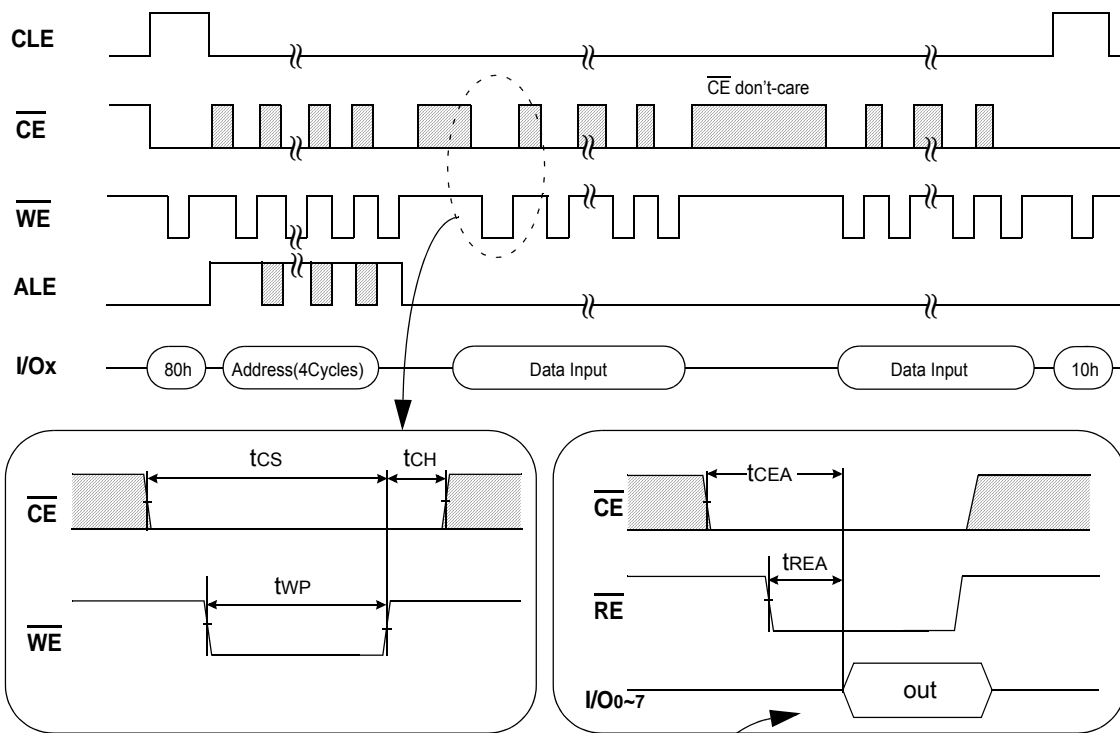 CLE
CE don't-care
CE
WE
ALE
I/Ox 80h Address(4Cycles) Data Input Data Input 10h
tCS tCH
CE
tWP
WE
tCEA
CE
tREA
RE
I/O0~7 out